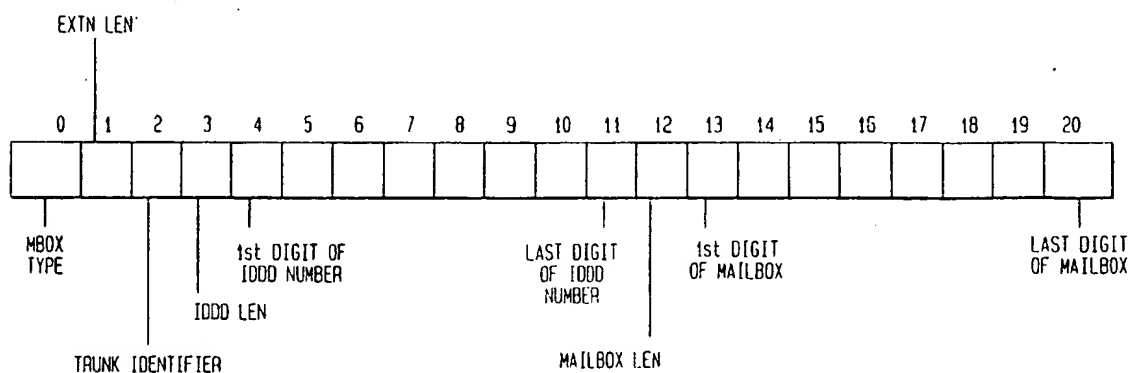 EXTN LEN
0 1 2 3 4 5 6 7 8 9 10 11 12 13 14 15 16 17 18 19 20
MBOX
TYPE
1st DIGIT OF
IDDD NUMBER
LAST DIGIT
OF IDDD
NUMBER
1st DIGIT
OF MAILBOX
LAST DIGIT
OF MAILBOX
IDDD LEN
TRUNK IDENTIFIER
MAILBOX LEN